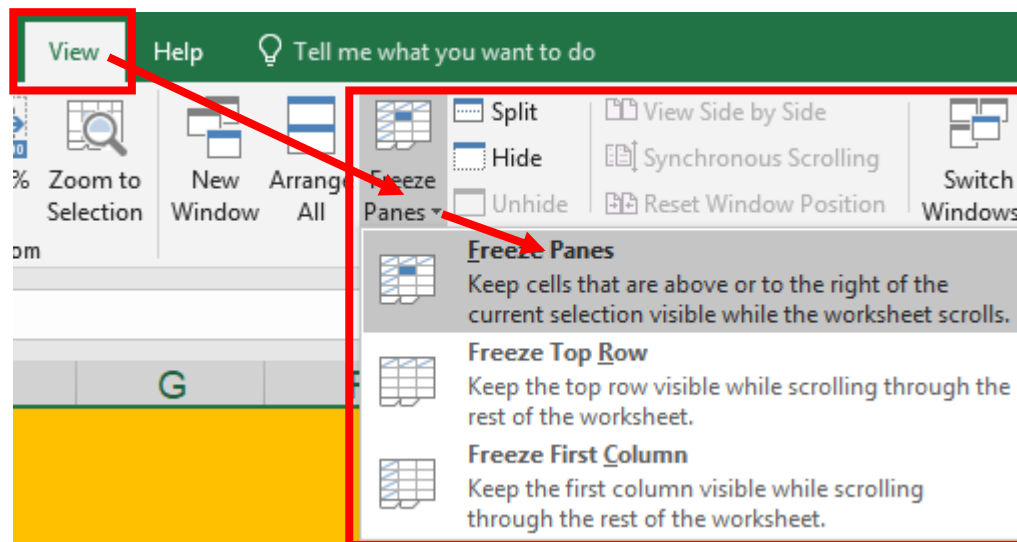 View Help Tell me what you want to do
Split View Side by Side
Hide Synchronous Scrolling
% Zoom to New Arrange Freeze Switch
Selection Window All Panes Unhide Reset Window Position Windows
om
Freeze Panes
Keep cells that are above or to the right of the
current selection visible while the worksheet scrolls.
G
Freeze Top Row
Keep the top row visible while scrolling through the
rest of the worksheet.
Freeze First Column
Keep the first column visible while scrolling
through the rest of the worksheet.